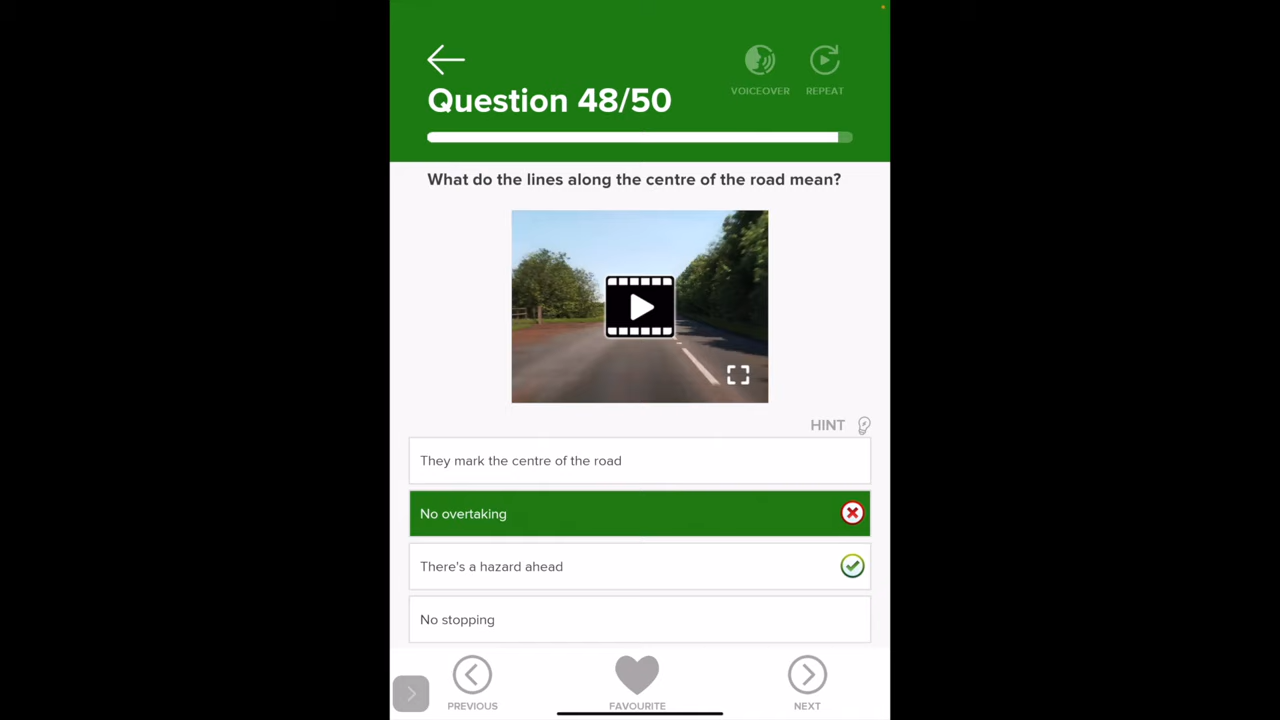 VOICEOVER
REPEAT
Question 48/50
What do the lines along the centre of the road mean?
HINT
They mark the centre of the road
No overtaking
There's a hazard ahead
No stopping
PREVIOUS
FAVOURITE
NEXT